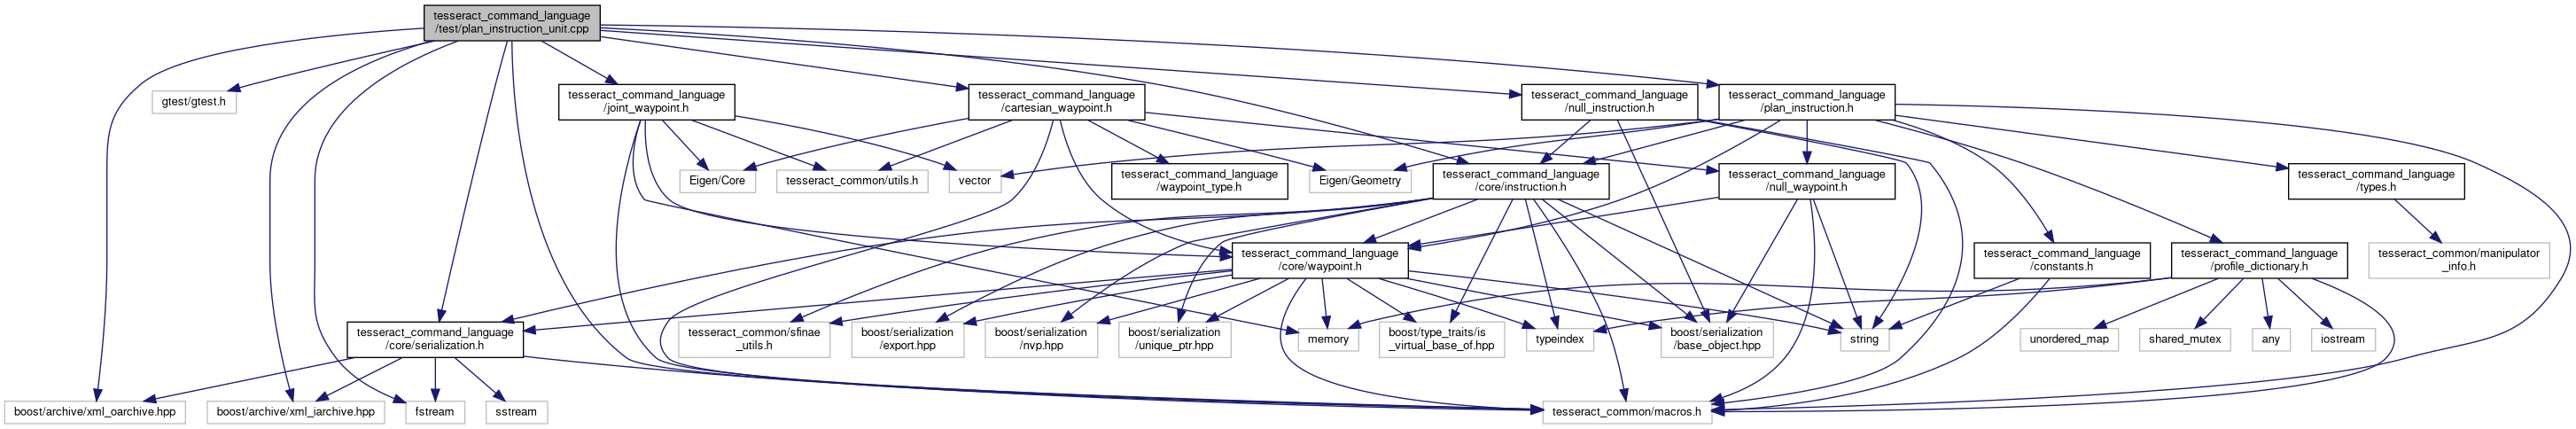 tesseract_command_language
/test/plan_instruction_unit.cpp
gtest/gtest.h
tesseract_command_language
/joint_waypoint.h
tesseract_command_language
/cartesian_waypoint.h
tesseract_command_language
/null_instruction.h
tesseract_command_language
/plan_instruction.h
Eigen/Core
tesseract_common/utils.h
vector
tesseract_command_language
/waypoint_type.h
Eigen/Geometry
tesseract_command_language
/core/instruction.h
tesseract_command_language
/null_waypoint.h
tesseract_command_language
/types.h
tesseract_command_language
/core/waypoint.h
tesseract_command_language
/constants.h
tesseract_command_language
/profile_dictionary.h
tesseract_common/manipulator
_info.h
tesseract_command_language
/core/serialization.h
tesseract_common/sfinae
_utils.h
boost/serialization
/export.hpp
boost/serialization
/nvp.hpp
boost/serialization
/unique_ptr.hpp
memory
boost/type_traits/is
_virtual_base_of.hpp
typeindex
boost/serialization
/base_object.hpp
string
unordered_map
shared_mutex
any
iostream
boost/archive/xml_oarchive.hpp
boost/archive/xml_iarchive.hpp
fstream
sstream
tesseract_common/macros.h